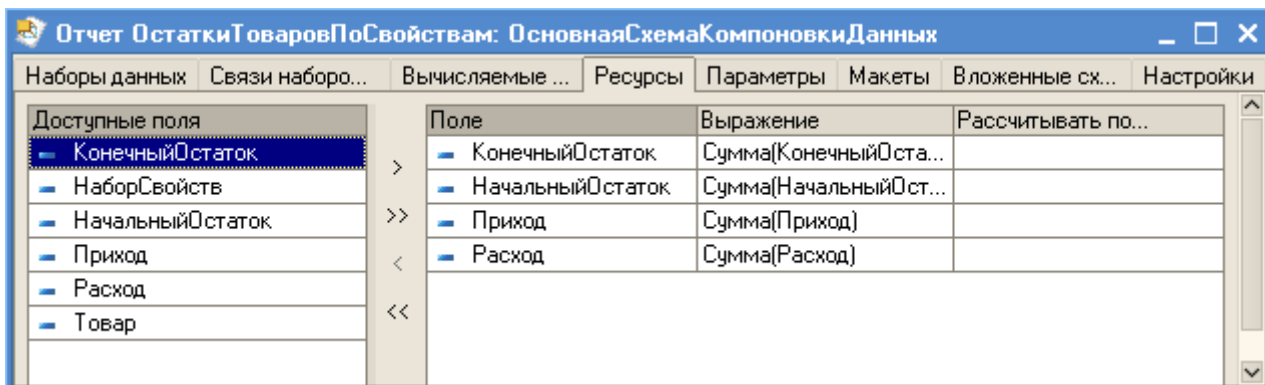 Отчет ОстаткиТоваровПоСвойствам: ОсновнаяСхемаКомпоновкиДанных
Наборы данных Связи наборо... Вычисляемые ... Ресурсы Параметры Макеты Вложенные сх... Настройки
Доступные поля Поле Выражение Рассчитывать по...
КонечныйОстаток КонечныйОстаток Сумма(КонечныйОста...
НаборСвойств НачальныйОстаток Сумма(НачальныйОст...
НачальныйОстаток Приход Сумма(Приход)
Приход Расход Сумма(Расход)
Расход
Товар